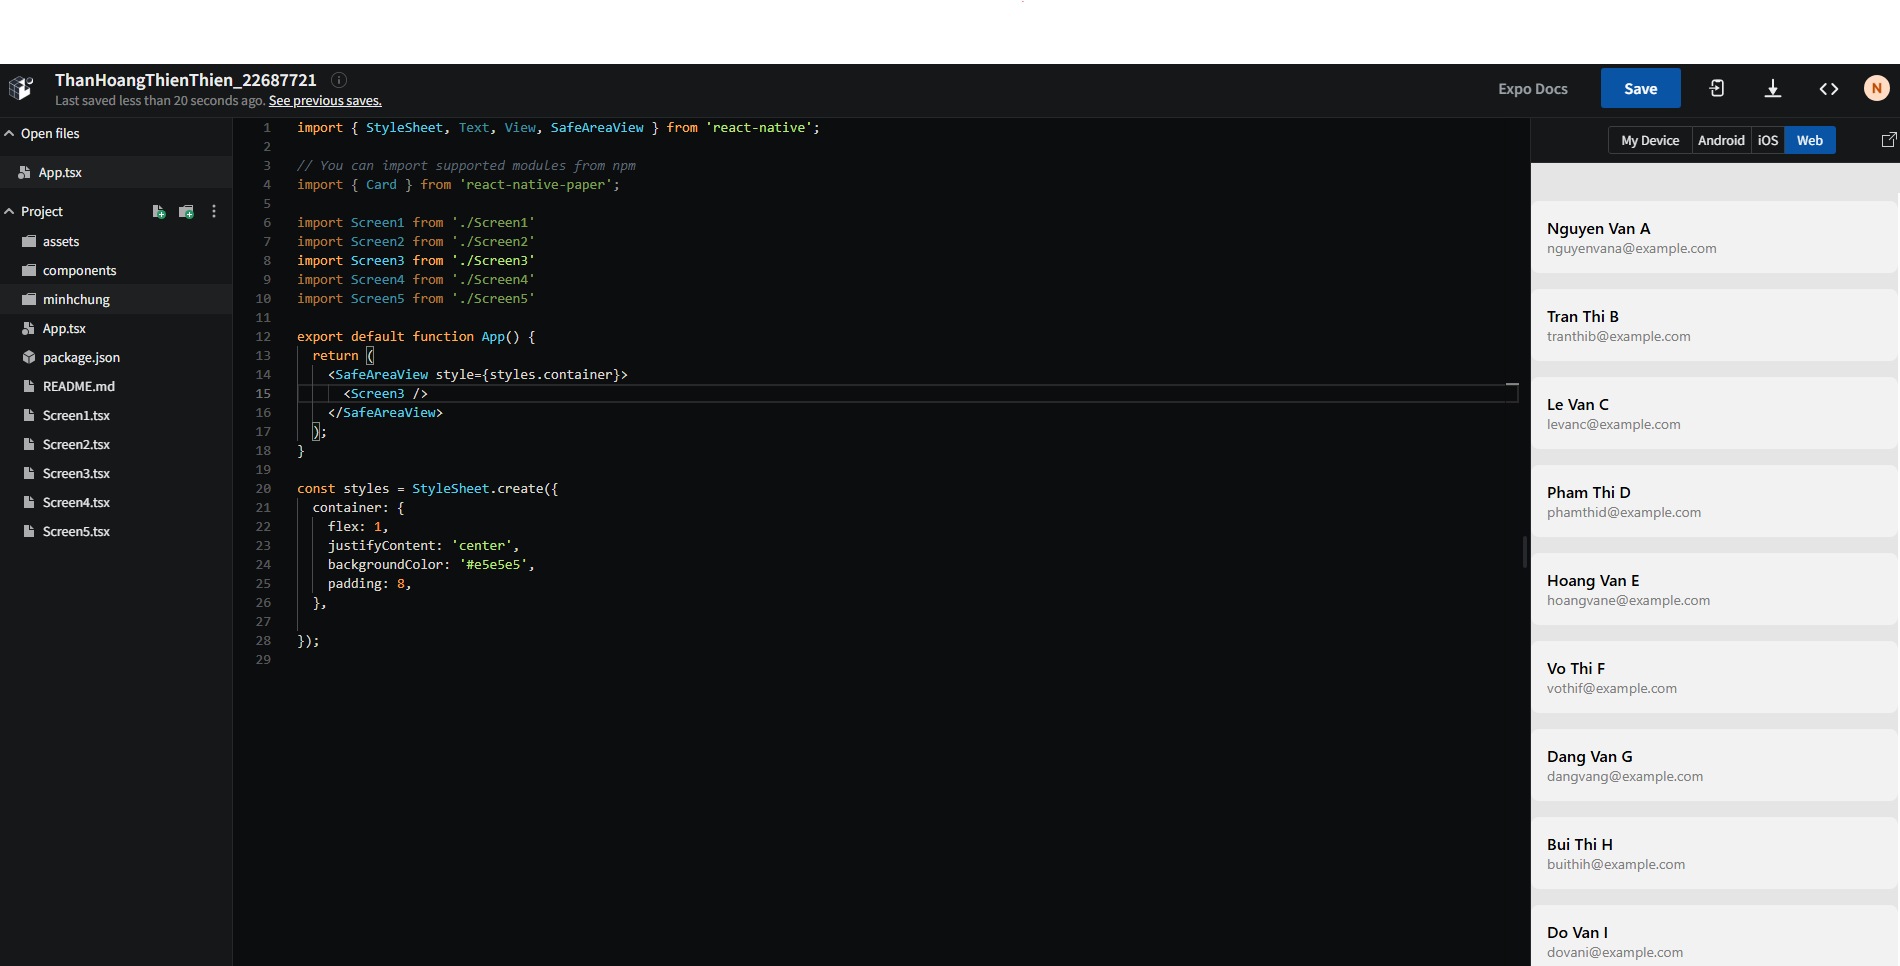 ThanHoangThienThien_22687721
Last saved less than 20 seconds ago. See previous saves.
Expo Docs
Save
N
Open files
App.tsx
Project
assets
components
minhchung
App.tsx
package.json
README.md
Screen1.tsx
Screen2.tsx
Screen3.tsx
Screen4.tsx
Screen5.tsx
1 import { StyleSheet, Text, View, SafeAreaView } from 'react-native';
2
3 // You can import supported modules from npm
4 import { Card } from 'react-native-paper';
5
6 import Screen1 from './Screen1'
7 import Screen2 from './Screen2'
8 import Screen3 from './Screen3'
9 import Screen4 from './Screen4'
10 import Screen5 from './Screen5'
11
12 export default function App() {
13 return (
14 <SafeAreaView style={styles.container}>
15 <Screen3 />
16 </SafeAreaView>
17 );
18 }
19
20 const styles = StyleSheet.create({
21 container: {
22 flex: 1,
23 justifyContent: 'center',
24 backgroundColor: '#e5e5e5',
25 padding: 8,
26 },
27
28 });
29
My Device Android iOS Web
Nguyen Van A
nguyenvana@example.com
Tran Thi B
tranthib@example.com
Le Van C
levanc@example.com
Pham Thi D
phamthid@example.com
Hoang Van E
hoangvane@example.com
Vo Thi F
vothif@example.com
Dang Van G
dangvang@example.com
Bui Thi H
buithih@example.com
Do Van I
dovani@example.com